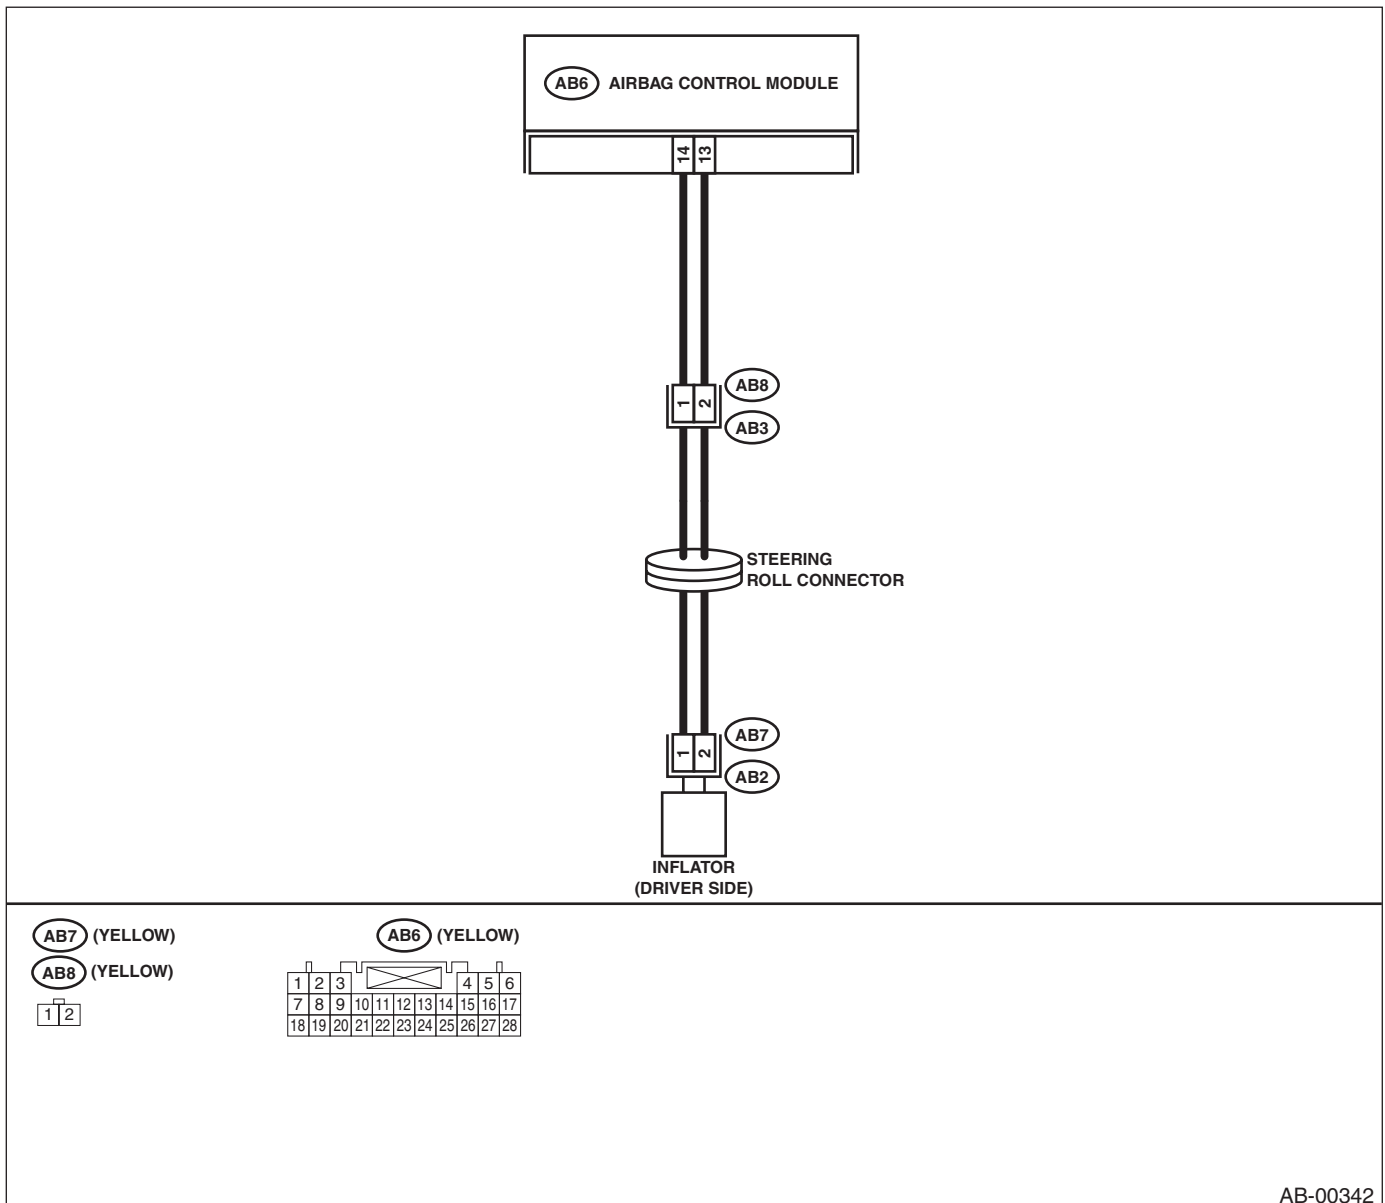 AB6 AIRBAG CONTROL MODULE
14 13
AB8
1 2
AB3
STEERING
ROLL CONNECTOR
AB7
1 2
AB2
INFLATOR
(DRIVER SIDE)
AB7 (YELLOW)
AB8 (YELLOW)
1 2
AB6 (YELLOW)
1 2 3 4 5 6
7 8 9 10 11 12 13 14 15 16 17
18 19 20 21 22 23 24 25 26 27 28
AB-00342